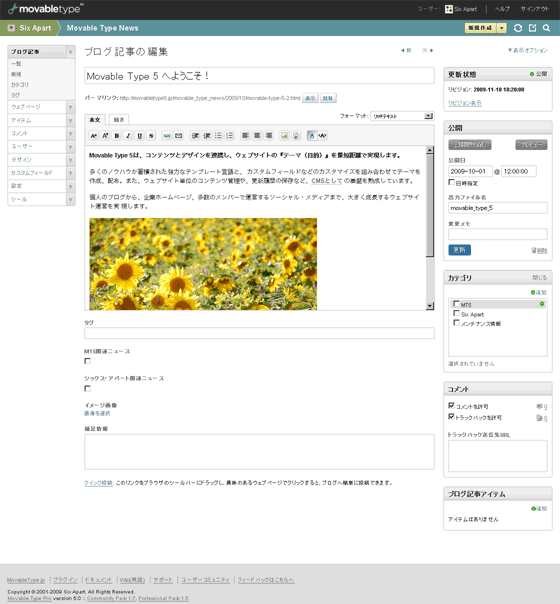 movabletype
ユーザー: Six Apart
ヘルプ
サインアウト
Six Apart
Movable Type News
新規作成
ブログ記事
一覧
新規
カテゴリ
タグ
ウェブページ
アイテム
コメント
ユーザー
デザイン
カスタムフィールド
設定
ツール
ブログ記事の編集
前
次
表示オプション
Movable Type 5 へようこそ!
パーマリンク: http://movabletype5.jp/movable_type_news/2009/10/movable-type-5-2.html
表示
共有
本文
続き
フォーマット: リッチテキスト
Movable Type 5は、コンテンツとデザインを連携し、ウェブサイトの『テーマ(目的)』を最短距離で実現します。
多くのノウハウが蓄積された強力なテンプレート言語と、カスタムフィールドなどのカスタマイズを組み合わせてテーマを
作成、配布。また、ウェブサイト単位のコンテンツ管理や、更新履歴の保存など、CMSとしての基盤を熟成しています。
個人のブログから、企業ホームページ、多数のメンバーで運営するソーシャル・メディアまで、大きく成長するウェブサイ
ト運営を実現します。
タグ
MTS関連ニュース
シックス・アパート関連ニュース
イメージ画像
画像を選択
補足情報
クイック投稿: このリンクをブラウザのツールバーにドラッグし、興味のあるウェブページでクリックすると、ブログへ簡単に投稿できます。
更新状態
公開
リビジョン: 2009-11-10 18:20:00
リビジョン表示
公開
プレビュー
公開日
2009-10-01 @ 12:00:00
日時指定
出力ファイル名
movable_type_5
変更メモ
更新
削除
カテゴリ
閉じる
追加
MTS
Six Apart
メンテナンス情報
選択されていません
コメント
コメントを許可
0
トラックバックを許可
0
トラックバック送信先URL
ブログ記事アイテム
追加
アイテムはありません
MovableType.jp
プラグイン
ドキュメント
Wiki(英語)
サポート
ユーザーコミュニティ
フィードバックはこちらへ
Copyright © 2001-2009 Six Apart. All Rights Reserved.
Movable Type Pro version 5.0 :: Community Pack 1.7, Professional Pack 1.5